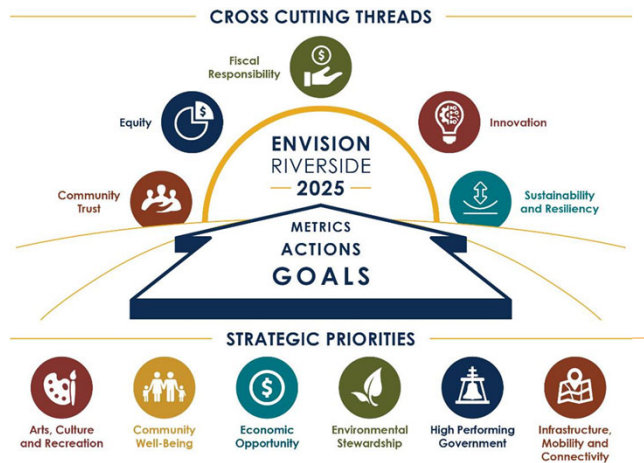 CROSS CUTTING THREADS
Fiscal
Responsibility
$
Equity
$
Innovation
Community
Trust
ENVISION
RIVERSIDE
2025
Sustainability
and Resiliency
METRICS
ACTIONS
GOALS
STRATEGIC PRIORITIES
$
Arts, Culture
and Recreation
Community
Well-Being
Economic
Opportunity
Environmental
Stewardship
High Performing
Government
Infrastructure,
Mobility and
Connectivity